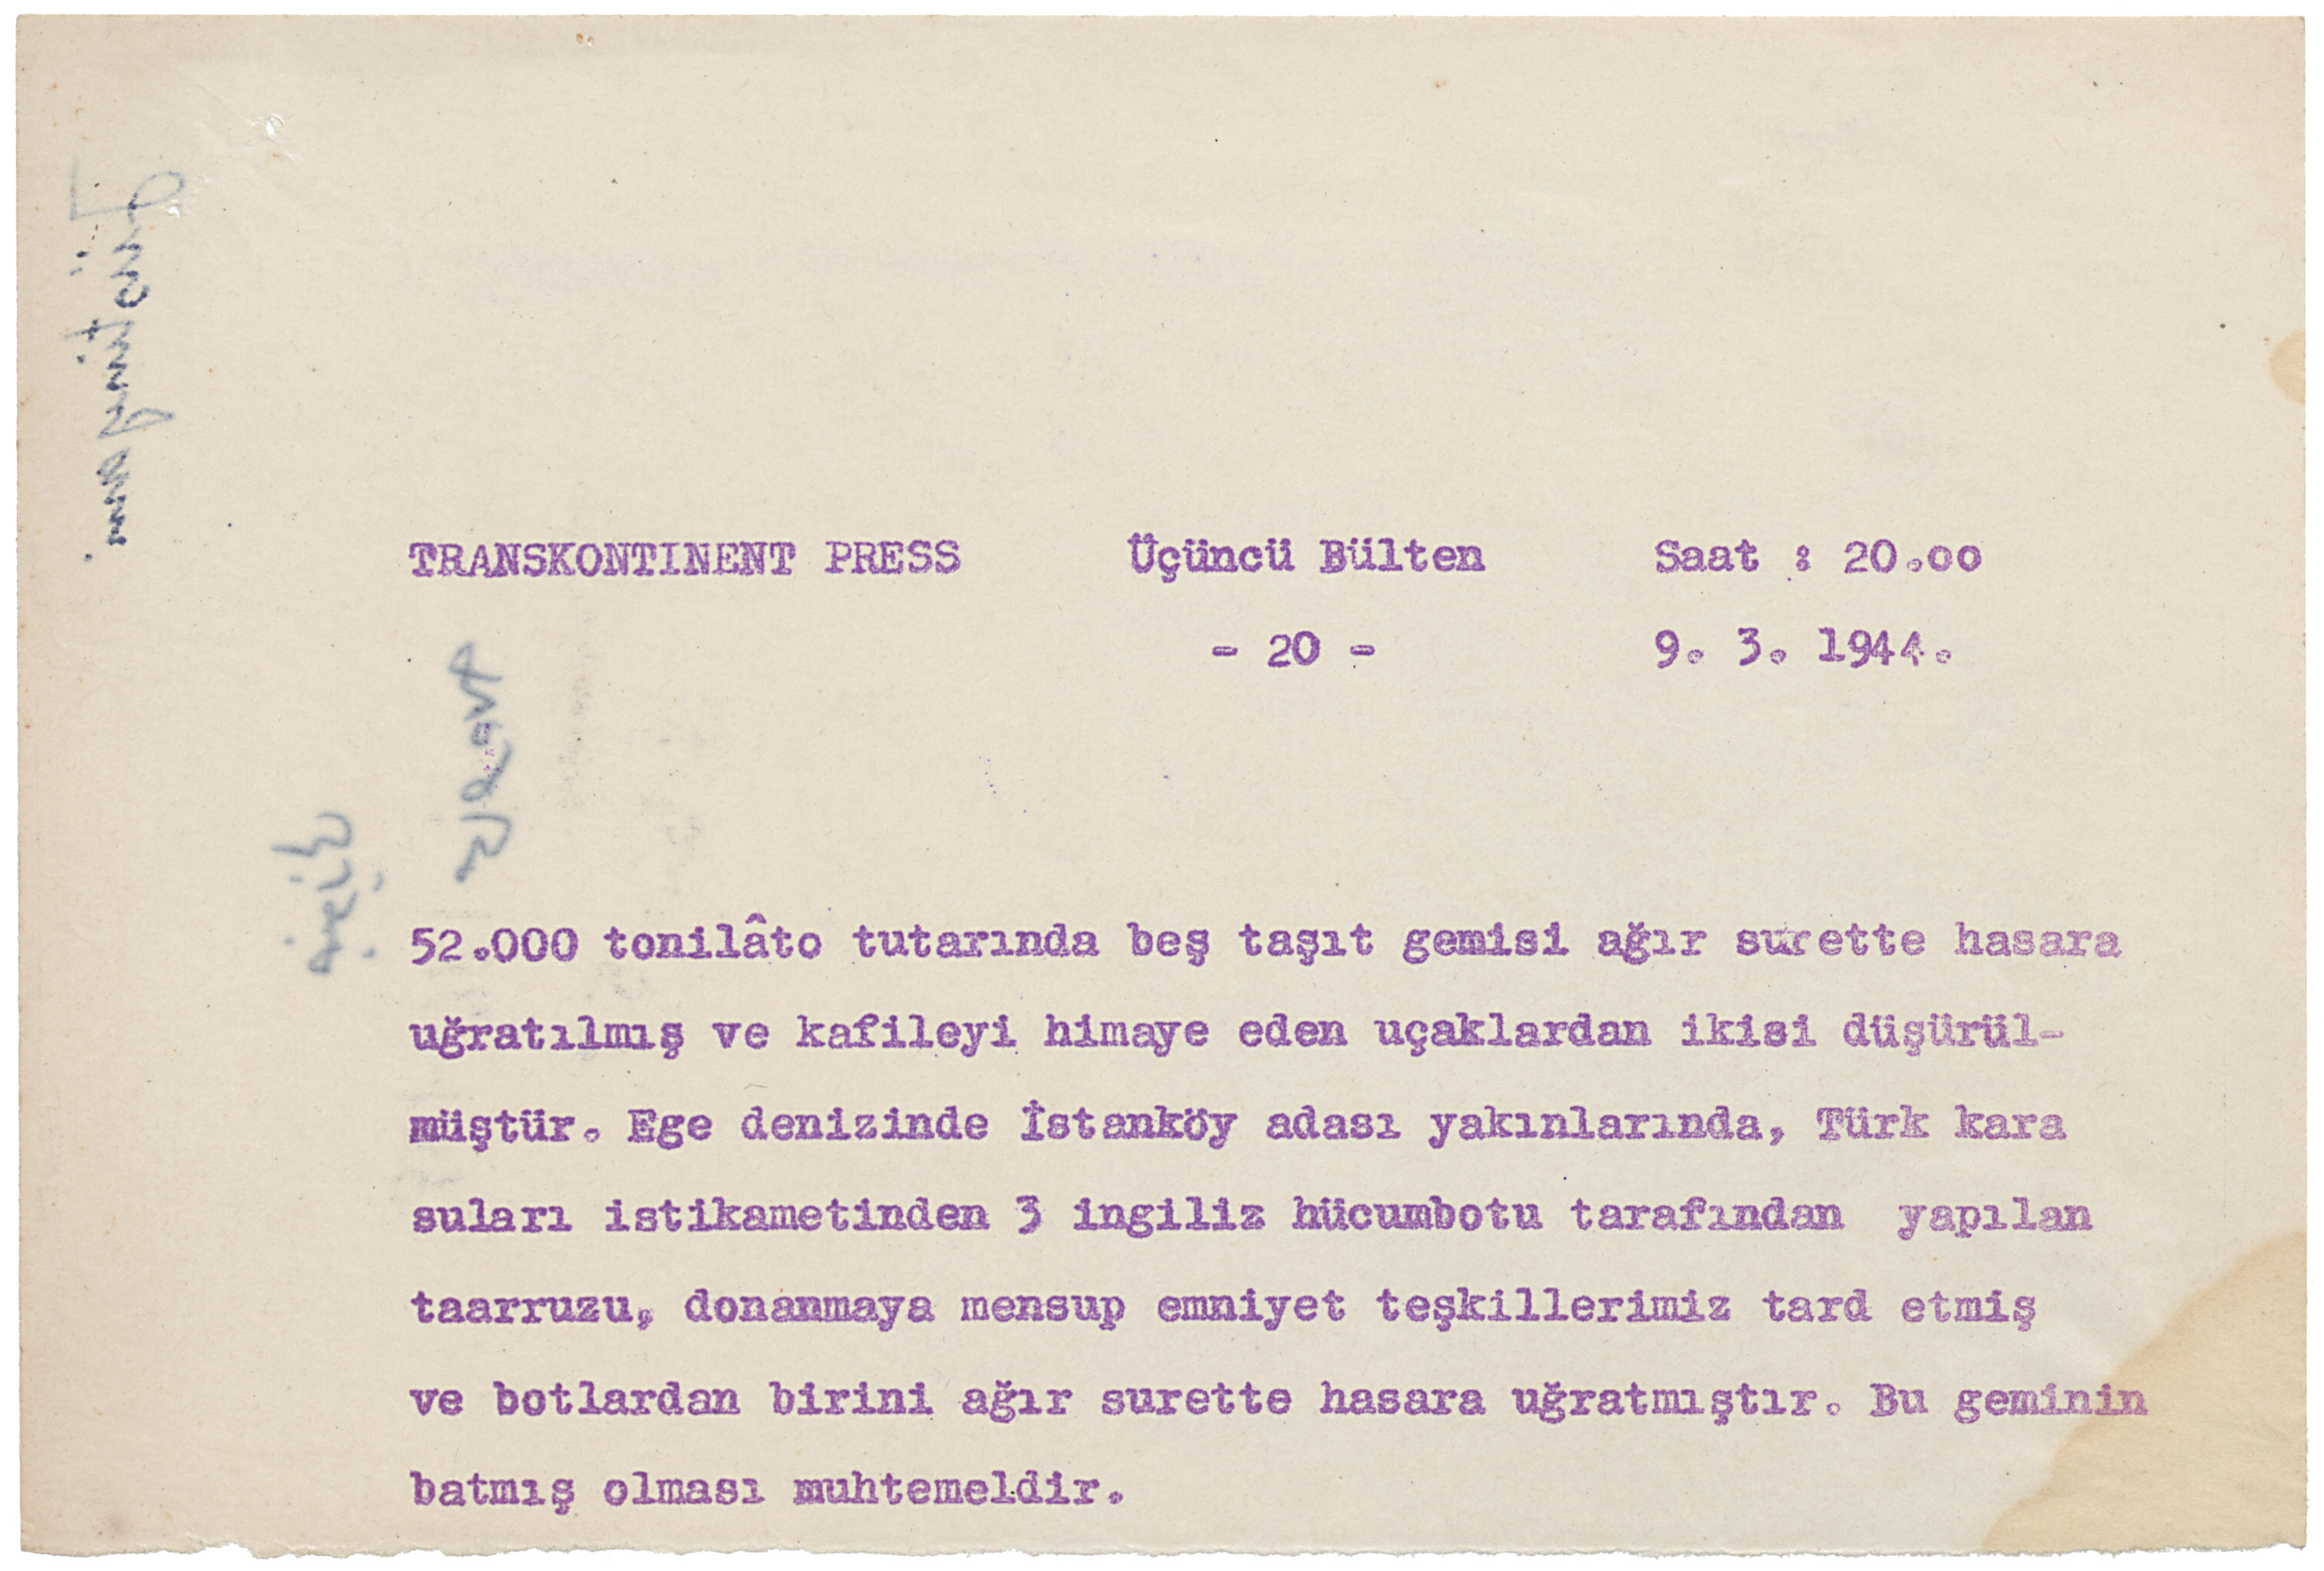 TRANSKONTINENT PRESS Üçüncü Bülten Saat : 20.oo
- 20 - 9. 3. 1944.
52.000 tonilâto tutarında beş taşıt gemisi ağır surette hasara
uğratılmış ve kafileyi himaye eden uçaklardan ikisi düşürül-
müştür. Ege denizinde İstanköy adası yakınlarında, Türk kara
suları istikametinden 3 ingiliz hücumbotu tarafından yapılan
taarruzu, donanmaya mensup emniyet teşkillerimiz tard etmiş
ve botlardan birini ağır surette hasara uğratmıştır. Bu geminin
batmış olması muhtemeldir.